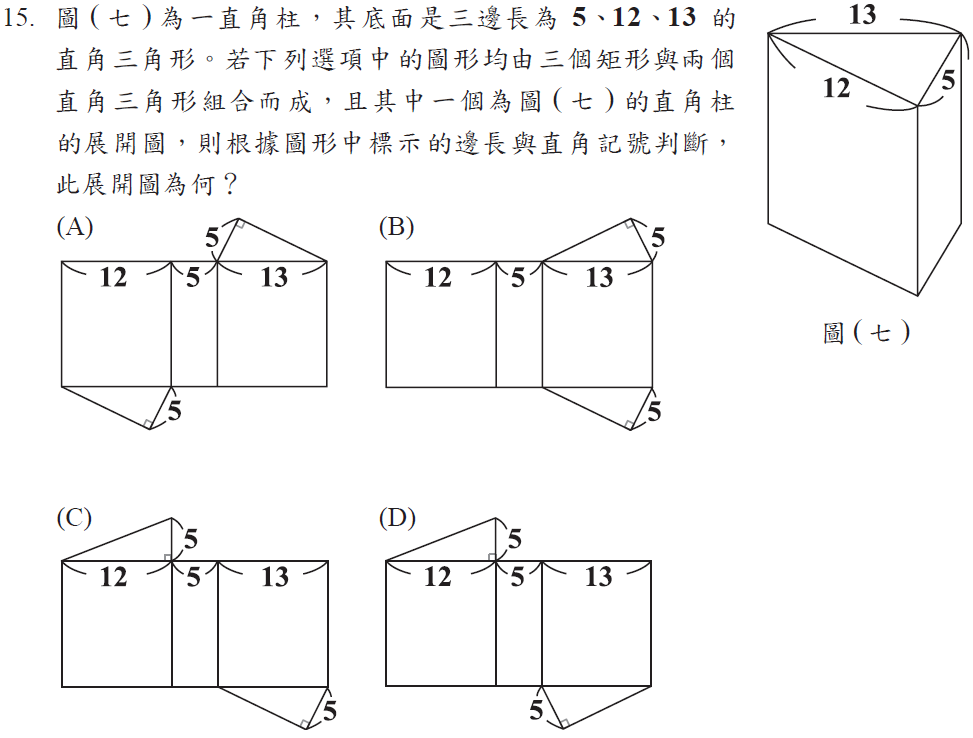 15. 圖(七)為一直角柱，其底面是三邊長為 5、12、13 的
直角三角形。若下列選項中的圖形均由三個矩形與兩個
直角三角形組合而成，且其中一個為圖(七)的直角柱
的展開圖，則根據圖形中標示的邊長與直角記號判斷，
此展開圖為何？
13
12
5
圖(七)
(A)
5
12
5
13
5
(B)
5
12
5
13
5
(C)
5
12
5
13
5
(D)
5
12
5
13
5